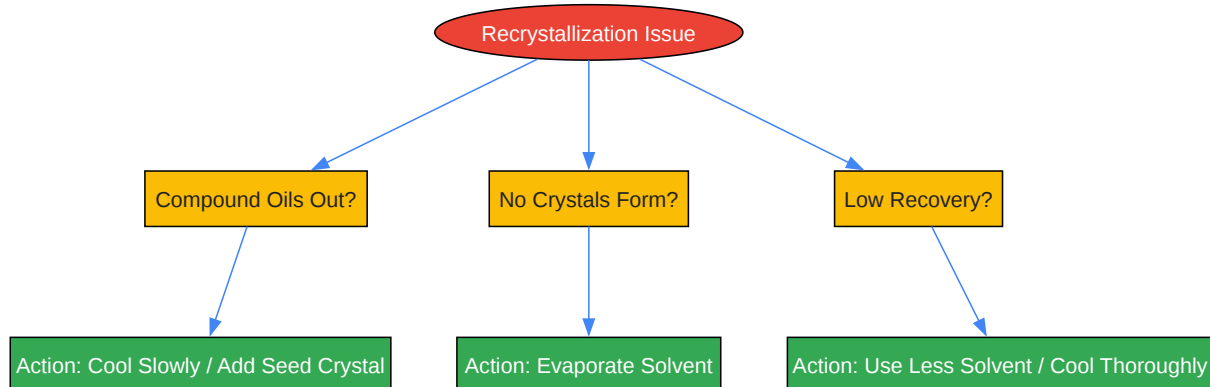 Recrystallization Issue
Compound Oils Out?
No Crystals Form?
Low Recovery?
Action: Cool Slowly / Add Seed Crystal
Action: Evaporate Solvent
Action: Use Less Solvent / Cool Thoroughly